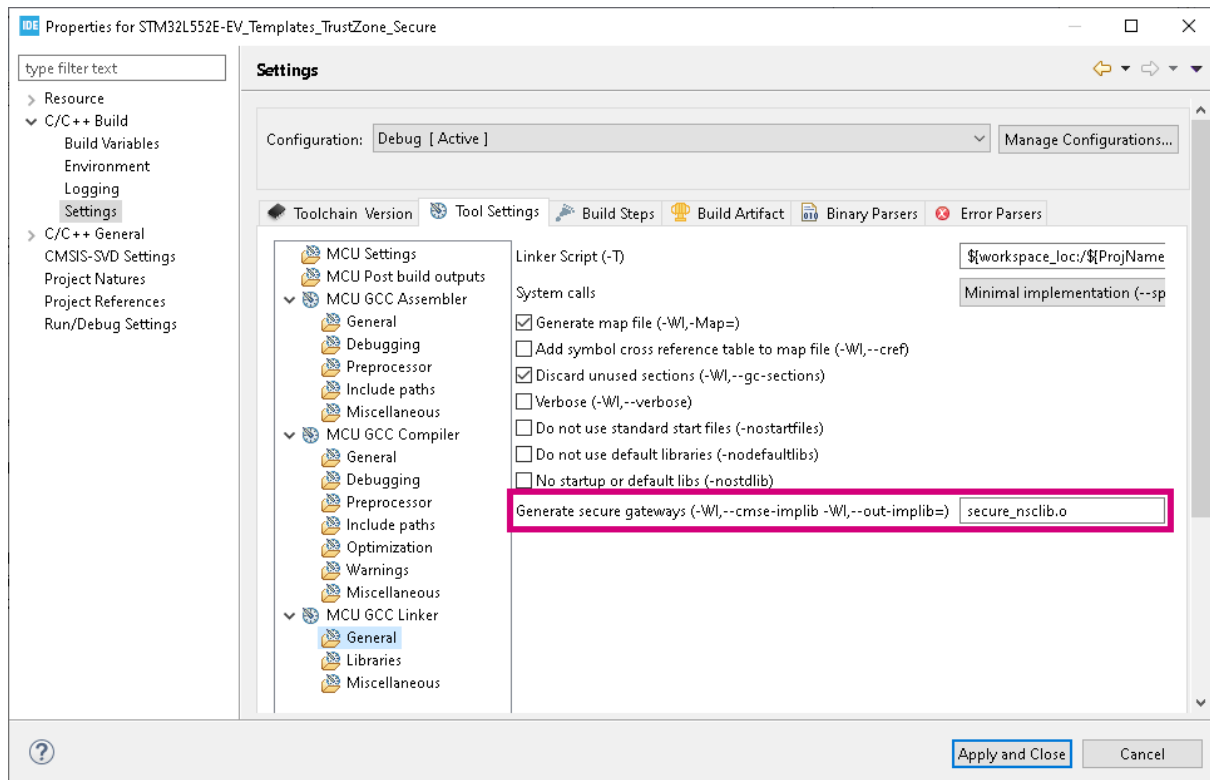 IDE Properties for STM32L552E-EV_Templates_TrustZone_Secure
type filter text
Resource
C/C++ Build
Build Variables
Environment
Logging
Settings
C/C++ General
CMSIS-SVD Settings
Project Natures
Project References
Run/Debug Settings
Settings
Configuration: Debug [ Active ] Manage Configurations...
Toolchain Version Tool Settings Build Steps Build Artifact Binary Parsers Error Parsers
MCU Settings
MCU Post build outputs
MCU GCC Assembler
General
Debugging
Preprocessor
Include paths
Miscellaneous
MCU GCC Compiler
General
Debugging
Preprocessor
Include paths
Optimization
Warnings
Miscellaneous
MCU GCC Linker
General
Libraries
Miscellaneous
Linker Script (-T) ${workspace_loc:/${ProjName
System calls Minimal implementation (--sp
Generate map file (-Wl,-Map=)
Add symbol cross reference table to map file (-Wl,--cref)
Discard unused sections (-Wl,--gc-sections)
Verbose (-Wl,--verbose)
Do not use standard start files (-nostartfiles)
Do not use default libraries (-nodefaultlibs)
No startup or default libs (-nostdlib)
Generate secure gateways (-Wl,--cmse-implib -Wl,--out-implib=) secure_nsclib.o
? Apply and Close Cancel